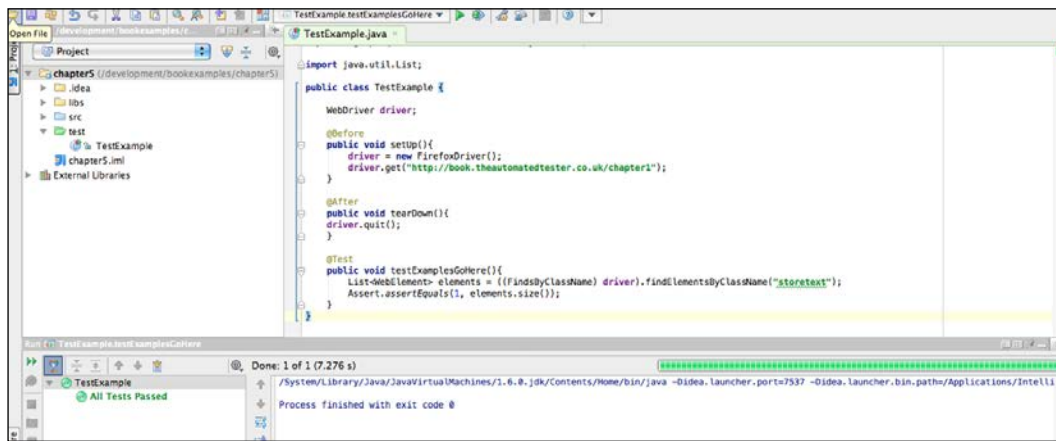 TestExample.testExamplesGoHere
Open File
/development/bookexamples/c
TestExample.java
Project
1: Proje
import java.util.List;
chapter5 (/development/bookexamples/chapter5)
public class TestExample {
.idea
libs
WebDriver driver;
src
test
@Before
TestExample
public void setUp(){
chapter5.iml
driver = new FirefoxDriver();
External Libraries
driver.get("http://book.theautomatedtester.co.uk/chapter1");
}
@After
public void tearDown(){
driver.quit();
}
@Test
public void testExamplesGoHere(){
List<WebElement> elements = ((FindsByClassName) driver).findElementsByClassName("storetext");
Assert.assertEquals(1, elements.size());
}
}
Run TestExample.testExamplesGoHere
Done: 1 of 1 (7.276 s)
TestExample
/System/Library/Java/JavaVirtualMachines/1.6.0.jdk/Contents/Home/bin/java -Didea.launcher.port=7537 -Didea.launcher.bin.path=/Applications/Intelli
All Tests Passed
Process finished with exit code 0